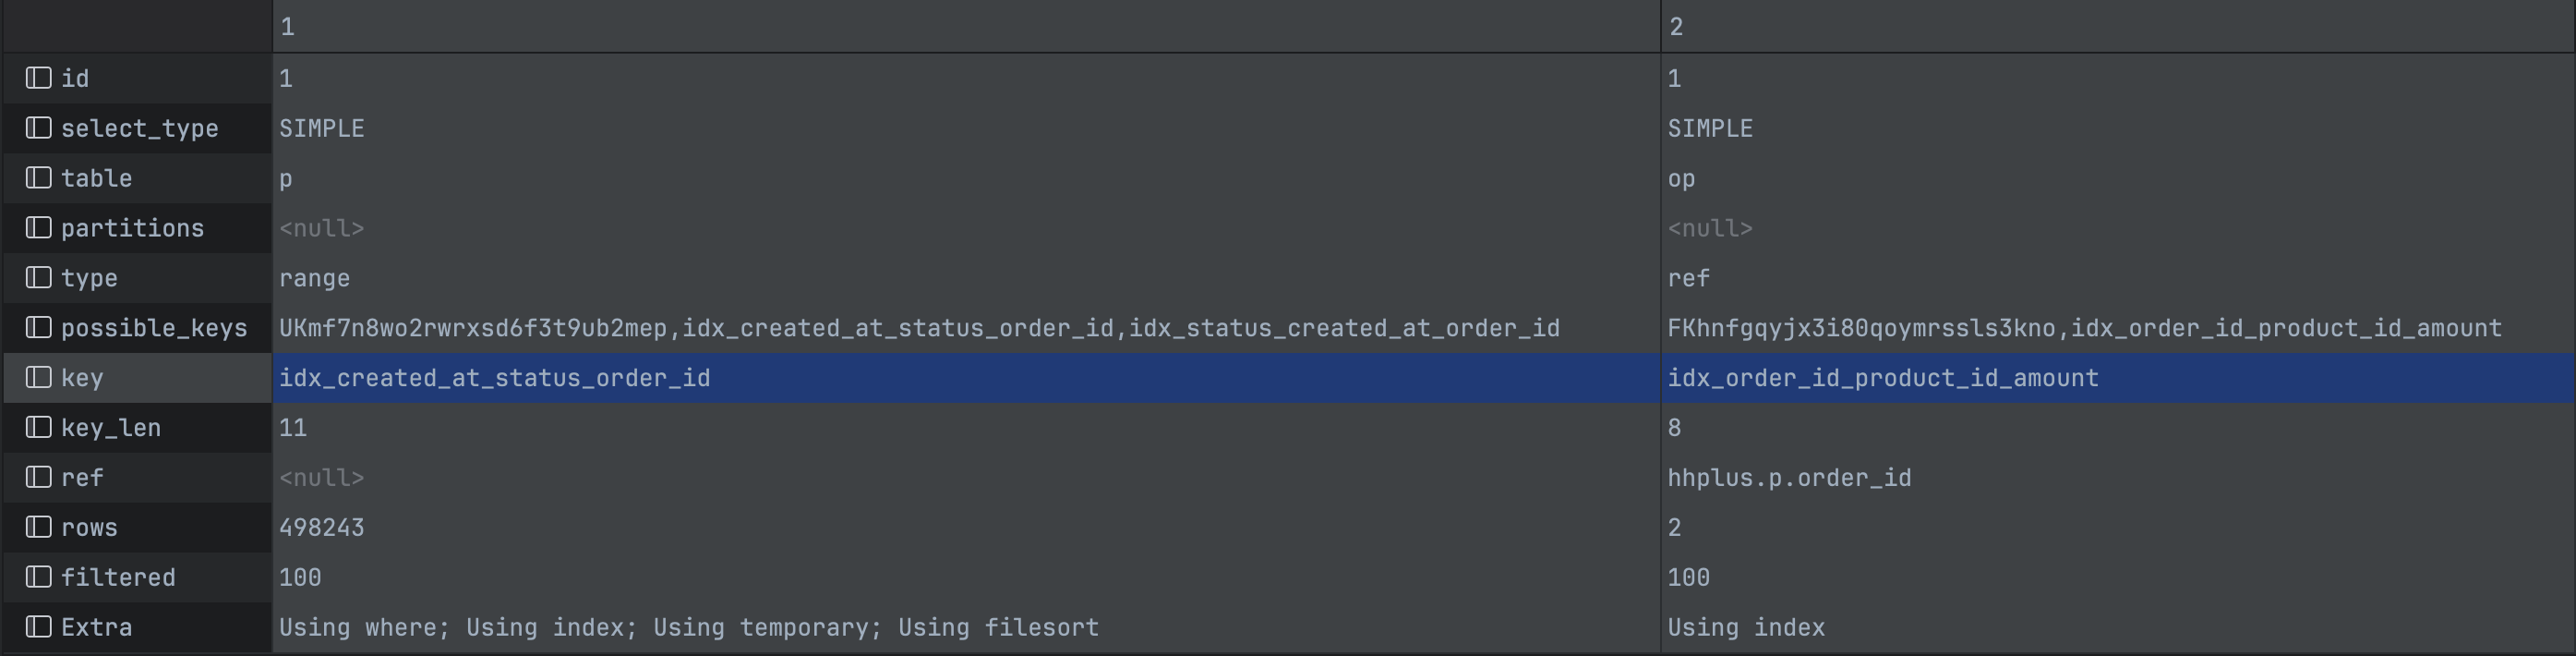 1 2
id 1 1
select_type SIMPLE SIMPLE
table p op
partitions <null> <null>
type range ref
possible_keys UKmf7n8wo2rwrxsd6f3t9ub2mep,idx_created_at_status_order_id,idx_status_created_at_order_id FKhnfgqyjx3i80qoymrssls3kno,idx_order_id_product_id_amount
key idx_created_at_status_order_id idx_order_id_product_id_amount
key_len 11 8
ref <null> hhplus.p.order_id
rows 498243 2
filtered 100 100
Extra Using where; Using index; Using temporary; Using filesort Using index